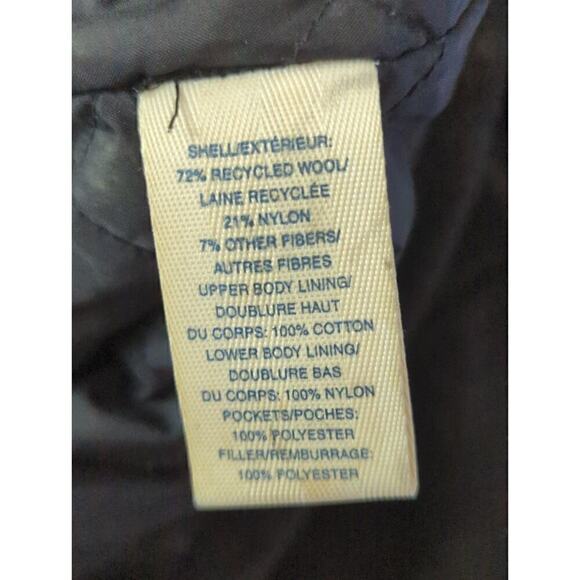 SHELL/EXTÉRIEUR:
72% RECYCLED WOOL/
LAINE RECYCLÉE
21% NYLON
7% OTHER FIBERS/
AUTRES FIBRES
UPPER BODY LINING/
DOUBLURE HAUT
DU CORPS: 100% COTTON
LOWER BODY LINING/
DOUBLURE BAS
DU CORPS: 100% NYLON
POCKETS/POCHES:
100% POLYESTER
FILLER/REMBURRAGE:
100% POLYESTER